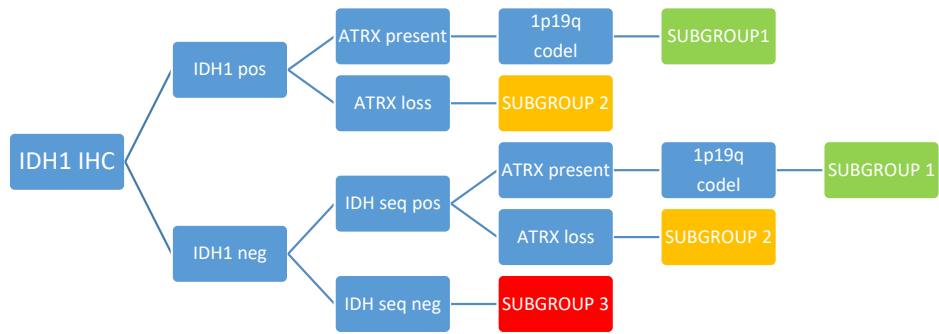 ATRX present
1p19q
codel
SUBGROUP1
IDH1 pos
ATRX loss
SUBGROUP 2
IDH1 IHC
ATRX present
1p19q
codel
SUBGROUP 1
IDH seq pos
IDH1 neg
ATRX loss
SUBGROUP 2
IDH seq neg
SUBGROUP 3